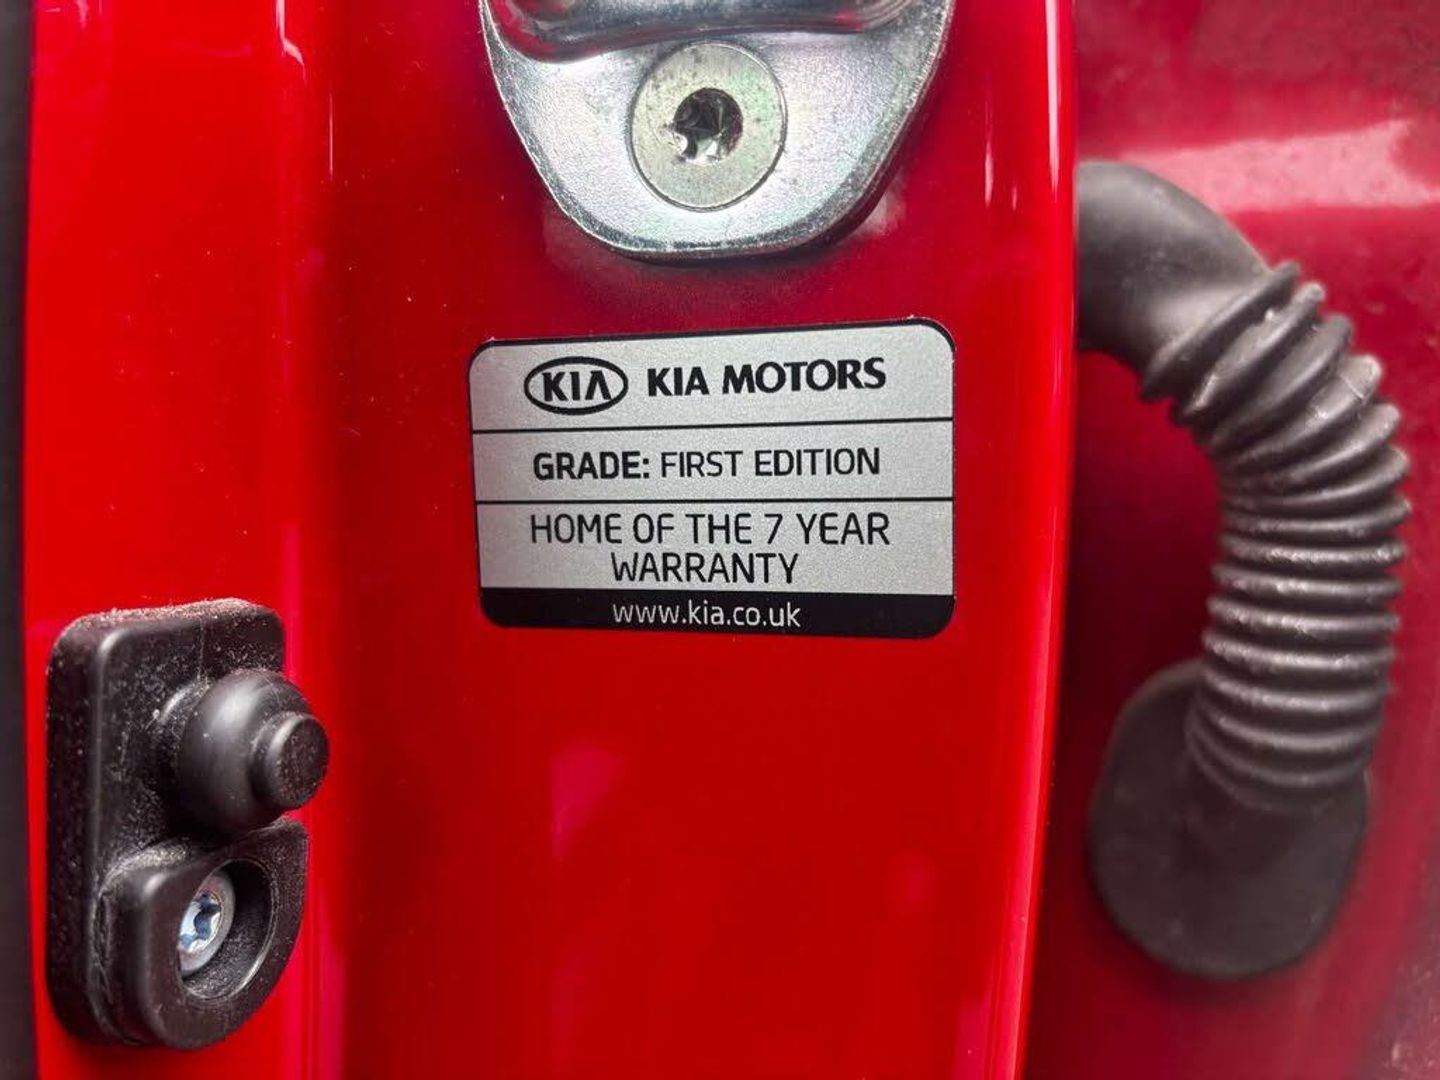 KIA KIA MOTORS
GRADE: FIRST EDITION
HOME OF THE 7 YEAR
WARRANTY
www.kia.co.uk